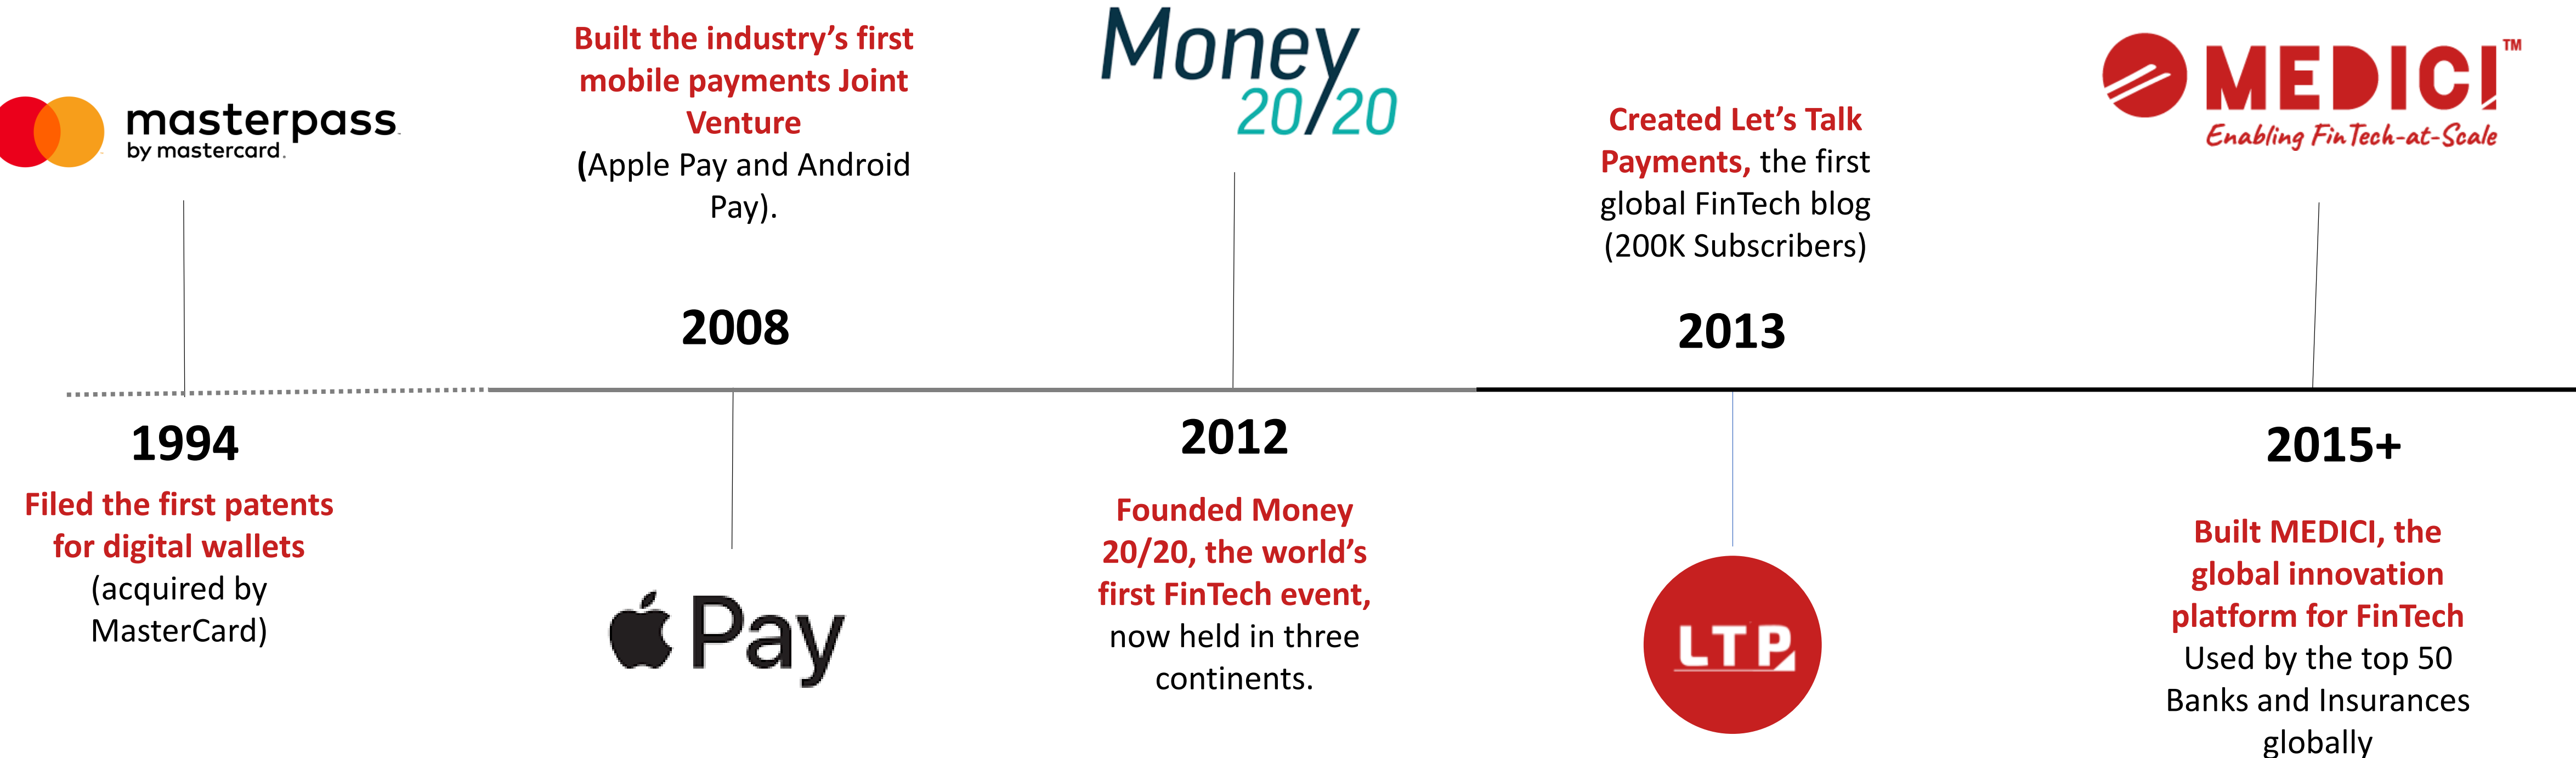 masterpass
by mastercard.
1994
Filed the first patents
for digital wallets
(acquired by
MasterCard)
Built the industry’s first
mobile payments Joint
Venture
(Apple Pay and Android
Pay).
2008
Pay
Money
20/20
2012
Founded Money
20/20, the world’s
first FinTech event,
now held in three
continents.
Created Let’s Talk
Payments, the first
global FinTech blog
(200K Subscribers)
2013
LTP
MEDICI™
Enabling FinTech-at-Scale
2015+
Built MEDICI, the
global innovation
platform for FinTech
Used by the top 50
Banks and Insurances
globally